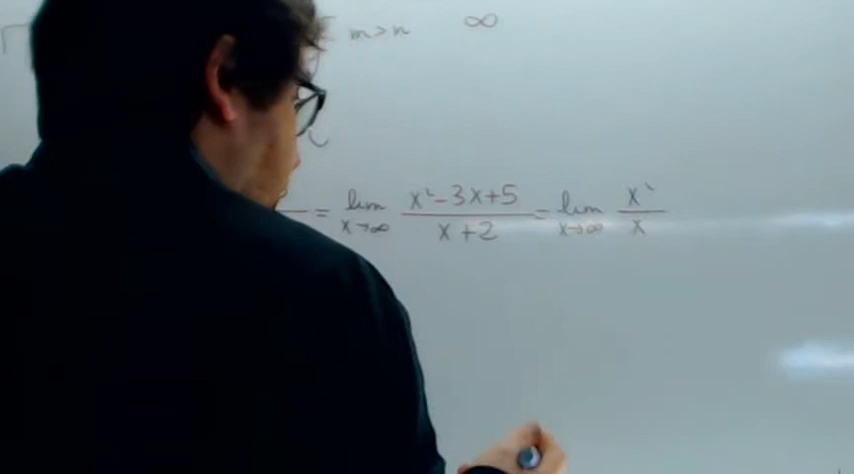 m>n ∞
= lim x→∞ x²-3x+5 / x+2 = lim x→∞ x² / x